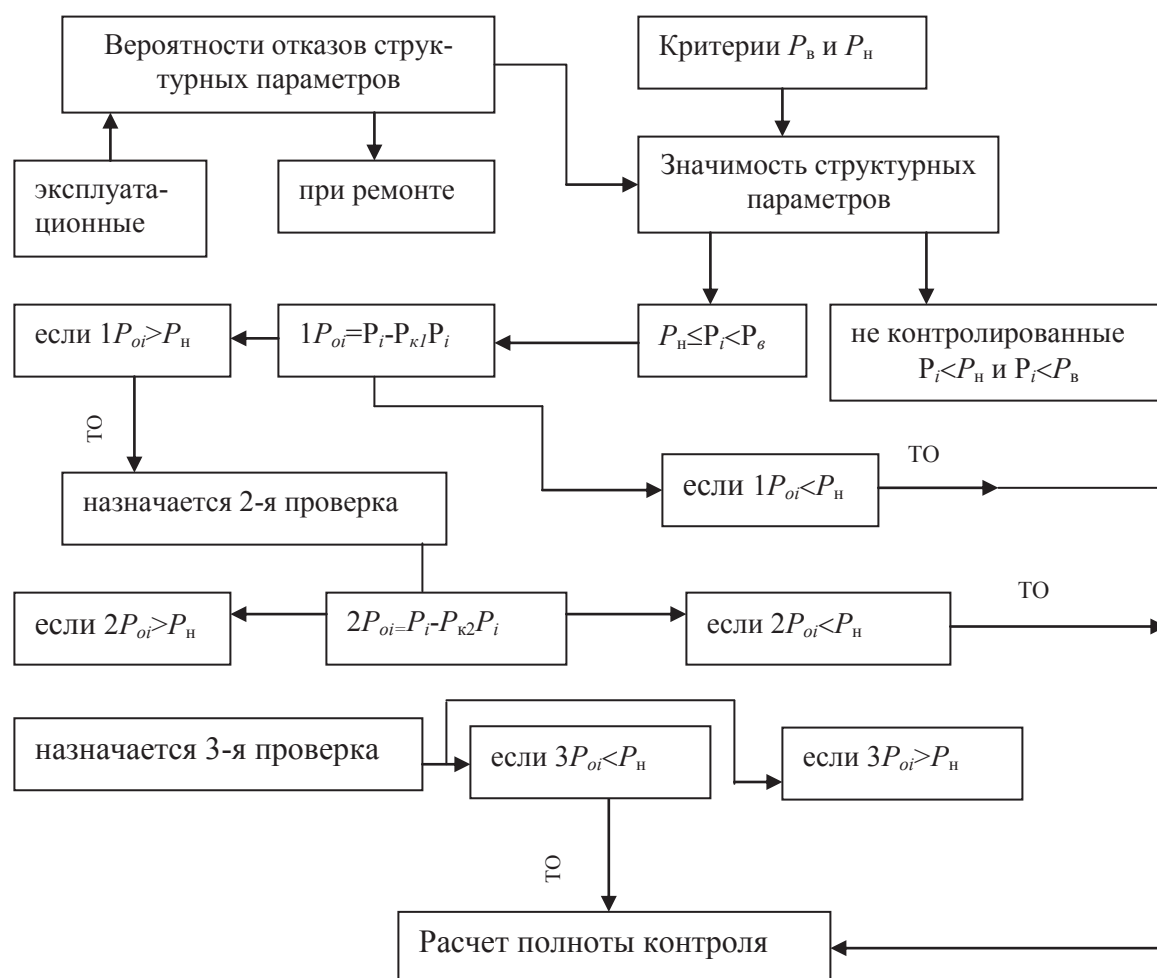 Вероятности отказов струк-
турных параметров
Критерии Pв и Pн
эксплуата-
ционные
при ремонте
Значимость структурных
параметров
если 1Poi>Pн
1Poi=Pi-Pк1Pi
Pн≤Pi<Pв
не контролированные
Pi<Pн и Pi<Pв
ТО
назначается 2-я проверка
если 1Poi<Pн
ТО
если 2Poi>Pн
2Poi=Pi-Pк2Pi
если 2Poi<Pн
ТО
назначается 3-я проверка
если 3Poi<Pн
если 3Poi>Pн
ТО
Расчет полноты контроля